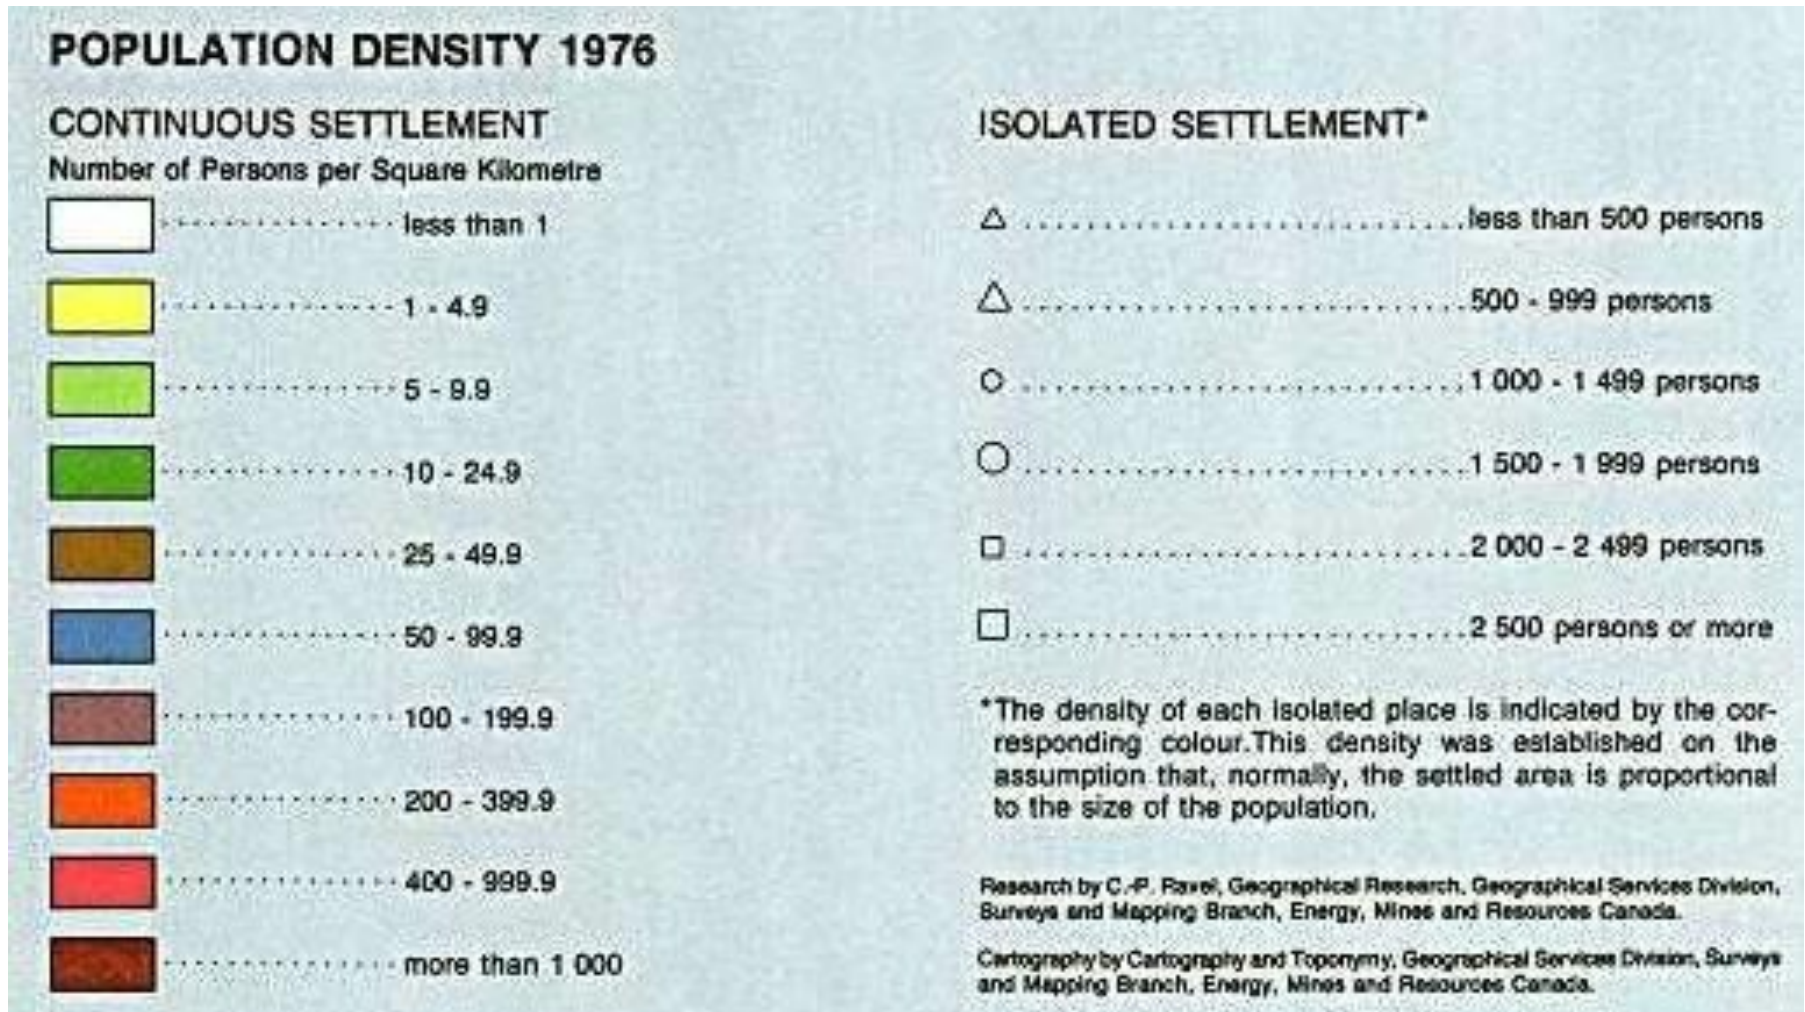 POPULATION DENSITY 1976
CONTINUOUS SETTLEMENT
Number of Persons per Square Kilometre
less than 1
1 - 4.9
5 - 9.9
10 - 24.9
25 - 49.9
50 - 99.9
100 - 199.9
200 - 399.9
400 - 999.9
more than 1 000
ISOLATED SETTLEMENT*
less than 500 persons
500 - 999 persons
1 000 - 1 499 persons
1 500 - 1 999 persons
2 000 - 2 499 persons
2 500 persons or more
*The density of each isolated place is indicated by the cor-
responding colour.This density was established on the
assumption that, normally, the settled area is proportional
to the size of the population.
Research by C.-P. Ravel, Geographical Research, Geographical Services Division,
Surveys and Mapping Branch, Energy, Mines and Resources Canada.
Cartography by Cartography and Toponymy, Geographical Services Division, Surveys
and Mapping Branch, Energy, Mines and Resources Canada.